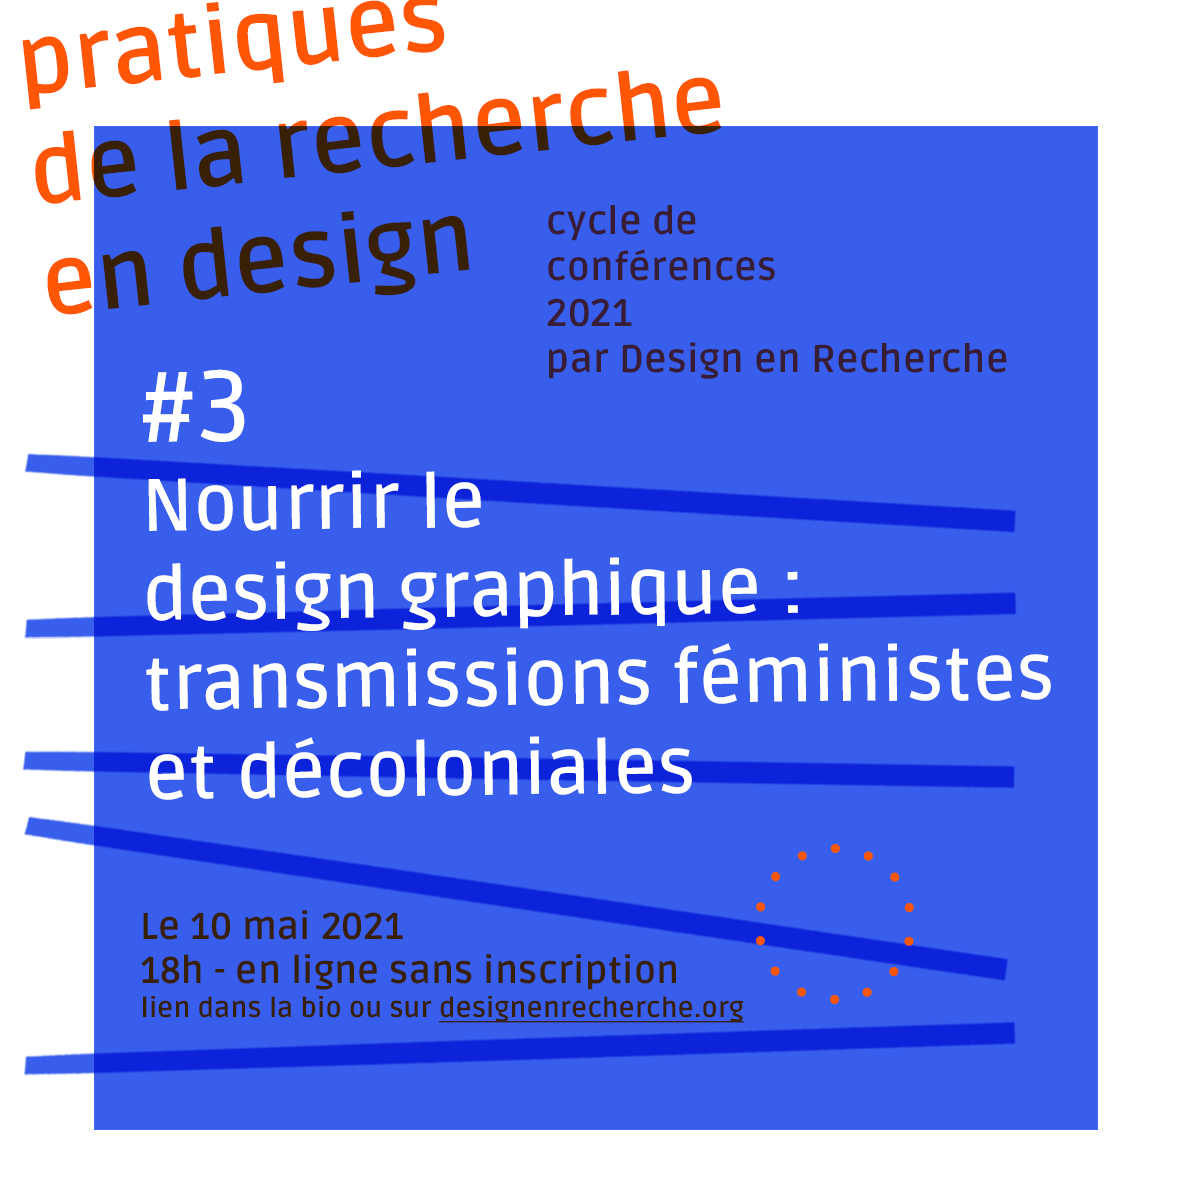 pratiques
de la recherche
en design
cycle de
conférences
2021
par Design en Recherche
#3
Nourrir le
design graphique :
transmissions féministes
et décoloniales
Le 10 mai 2021
18h - en ligne sans inscription
lien dans la bio ou sur designenrecherche.org